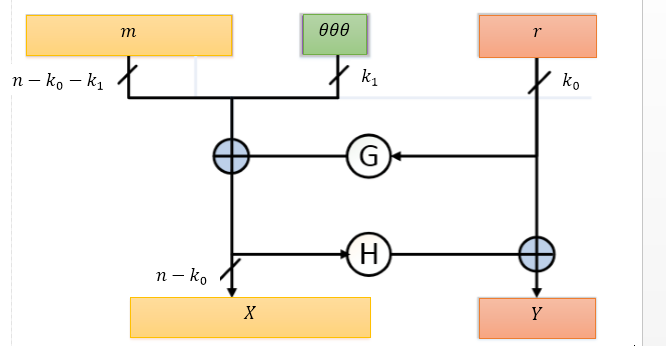 m θθθ r
n − k₀ − k₁ k₁ k₀
G
H
n − k₀
X Y